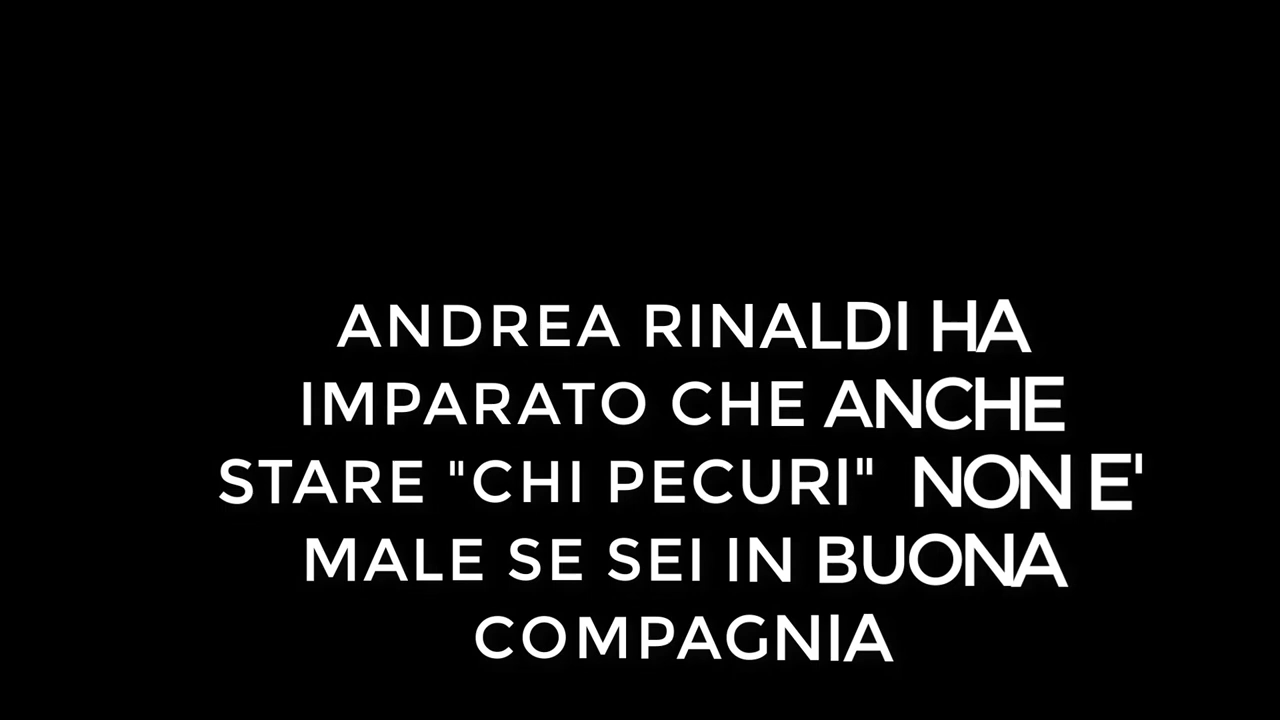 ANDREA RINALDI HA
IMPARATO CHE ANCHE
STARE "CHI PECURI" NON E'
MALE SE SEI IN BUONA
COMPAGNIA